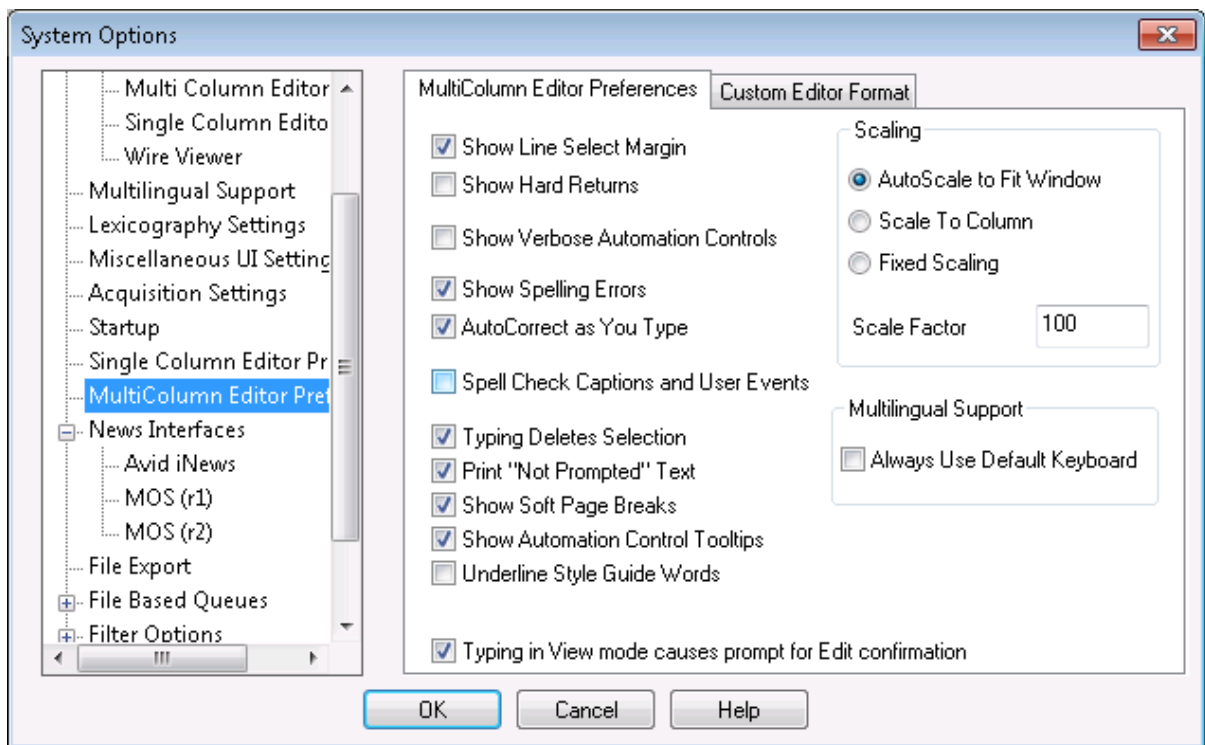 System Options
Multi Column Editor
Single Column Edito
Wire Viewer
Multilingual Support
Lexicography Settings
Miscellaneous UI Setting
Acquisition Settings
Startup
Single Column Editor Pr
MultiColumn Editor Pref
News Interfaces
Avid iNews
MOS (r1)
MOS (r2)
File Export
File Based Queues
Filter Options
MultiColumn Editor Preferences
Custom Editor Format
Show Line Select Margin
Show Hard Returns
Show Verbose Automation Controls
Show Spelling Errors
AutoCorrect as You Type
Spell Check Captions and User Events
Typing Deletes Selection
Print "Not Prompted" Text
Show Soft Page Breaks
Show Automation Control Tooltips
Underline Style Guide Words
Typing in View mode causes prompt for Edit confirmation
Scaling
AutoScale to Fit Window
Scale To Column
Fixed Scaling
Scale Factor 100
Multilingual Support
Always Use Default Keyboard
OK Cancel Help